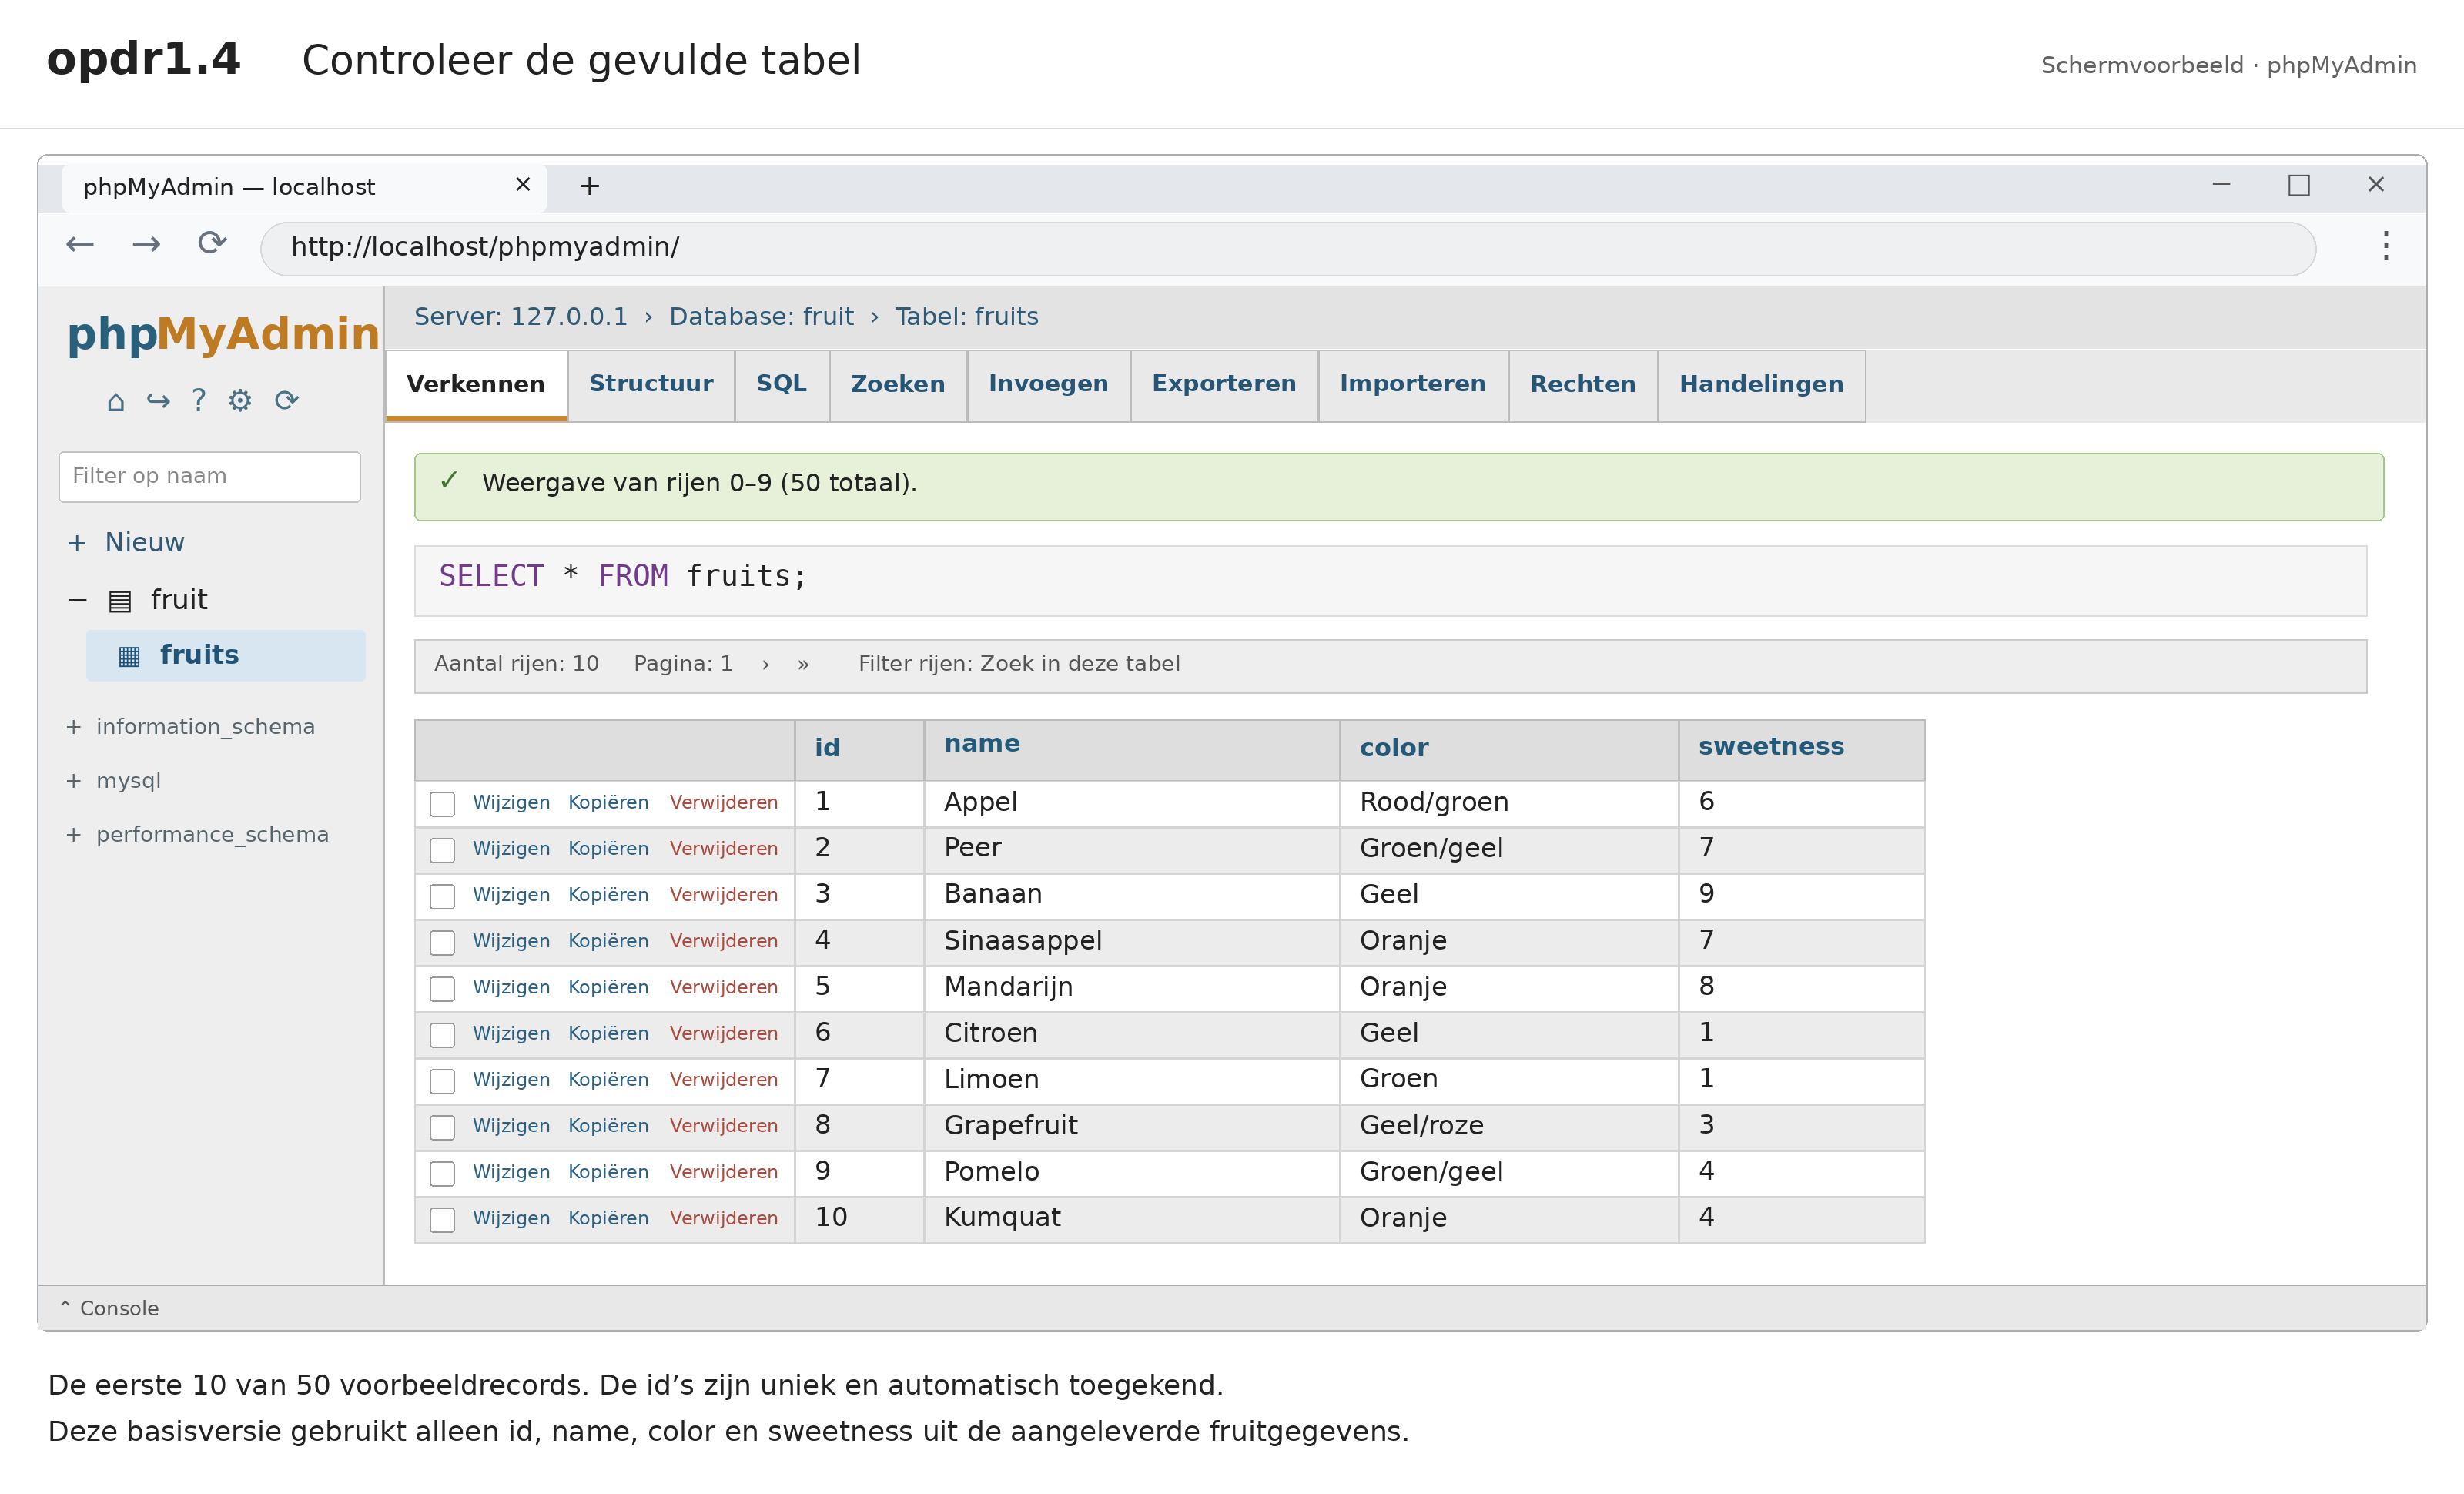 opdr1.4 Controleer de gevulde tabel
Schermvoorbeeld · phpMyAdmin
phpMyAdmin — localhost × +
− □ ×
← → ⟳ http://localhost/phpmyadmin/ ⋮
phpMyAdmin
⌂ ↪ ? ⚙ ⟳
Filter op naam
+ Nieuw
− ▤ fruit
▦ fruits
+ information_schema
+ mysql
+ performance_schema
Server: 127.0.0.1 › Database: fruit › Tabel: fruits
Verkennen Structuur SQL Zoeken Invoegen Exporteren Importeren Rechten Handelingen
✓ Weergave van rijen 0–9 (50 totaal).
SELECT * FROM fruits;
Aantal rijen: 10 Pagina: 1 › » Filter rijen: Zoek in deze tabel
id name color sweetness
Wijzigen Kopiëren Verwijderen 1 Appel Rood/groen 6
Wijzigen Kopiëren Verwijderen 2 Peer Groen/geel 7
Wijzigen Kopiëren Verwijderen 3 Banaan Geel 9
Wijzigen Kopiëren Verwijderen 4 Sinaasappel Oranje 7
Wijzigen Kopiëren Verwijderen 5 Mandarijn Oranje 8
Wijzigen Kopiëren Verwijderen 6 Citroen Geel 1
Wijzigen Kopiëren Verwijderen 7 Limoen Groen 1
Wijzigen Kopiëren Verwijderen 8 Grapefruit Geel/roze 3
Wijzigen Kopiëren Verwijderen 9 Pomelo Groen/geel 4
Wijzigen Kopiëren Verwijderen 10 Kumquat Oranje 4
⌃ Console
De eerste 10 van 50 voorbeeldrecords. De id’s zijn uniek en automatisch toegekend.
Deze basisversie gebruikt alleen id, name, color en sweetness uit de aangeleverde fruitgegevens.